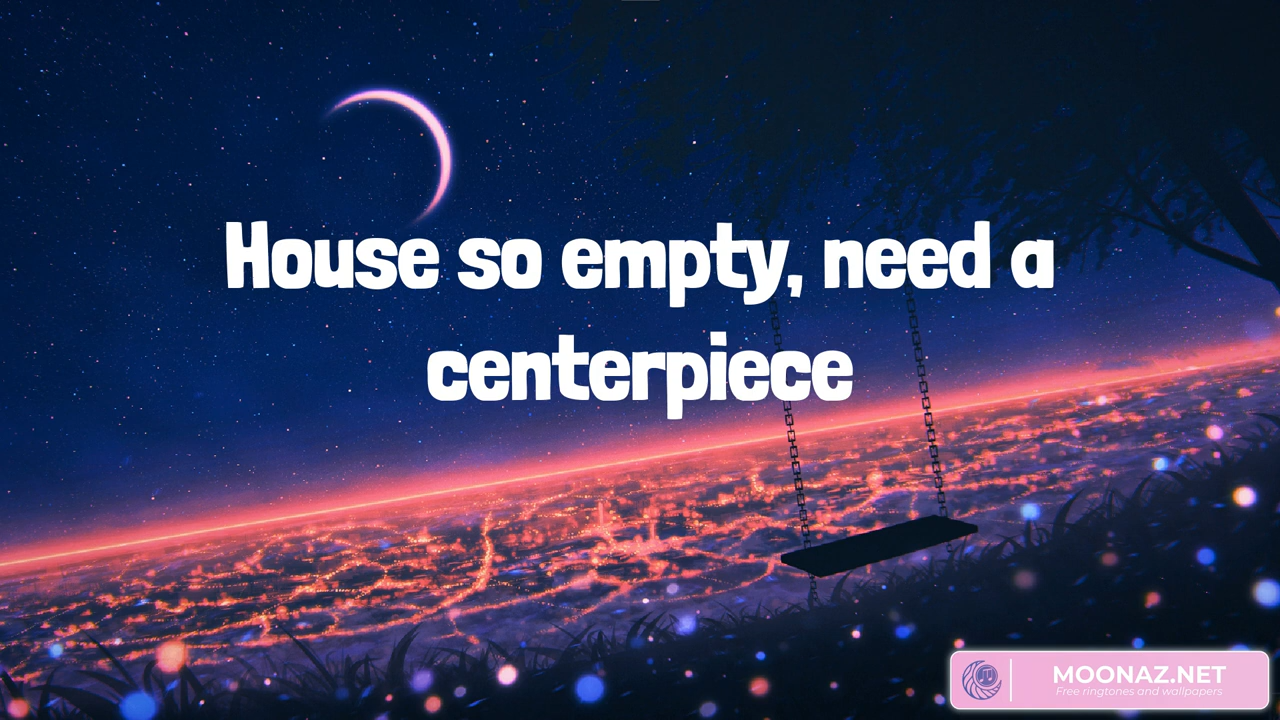 House so empty, need a
centerpiece
MOONAZ.NET
Free ringtones and wallpapers